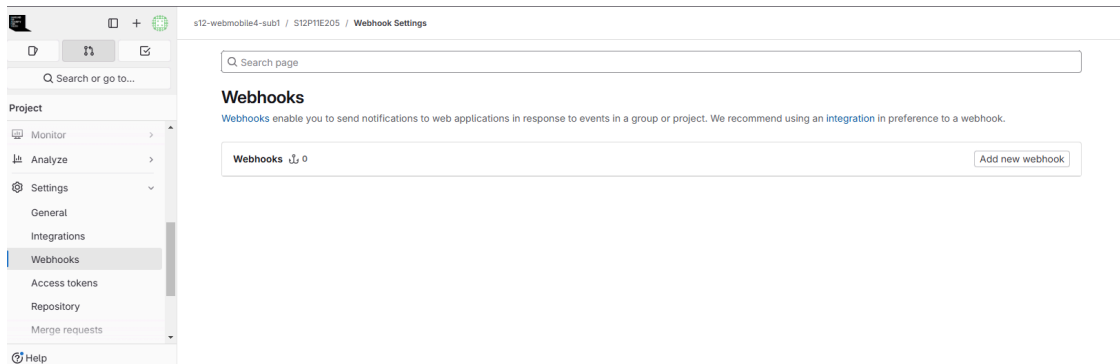 s12-webmobile4-sub1 / S12P11E205 / Webhook Settings
Search or go to...
Project
Monitor
Analyze
Settings
General
Integrations
Webhooks
Access tokens
Repository
Merge requests
Help
Search page
Webhooks
Webhooks enable you to send notifications to web applications in response to events in a group or project. We recommend using an integration in preference to a webhook.
Webhooks 0
Add new webhook